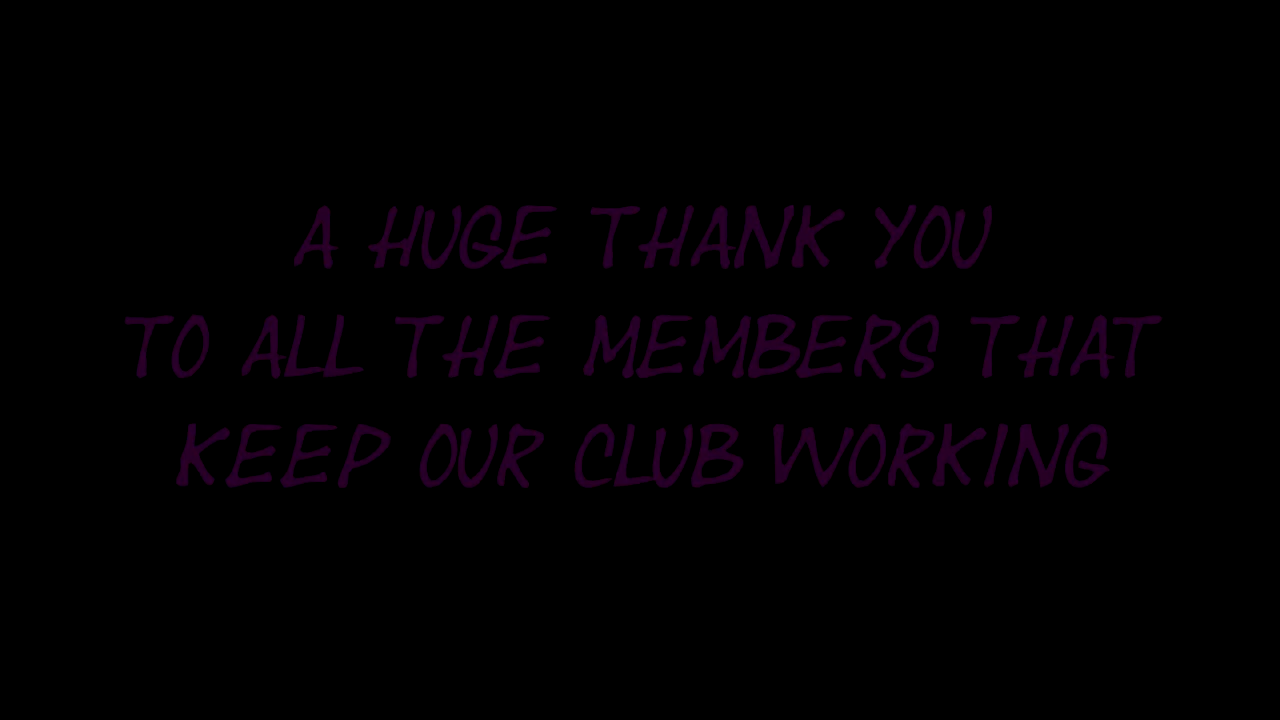 A HUGE THANK YOU
TO ALL THE MEMBERS THAT
KEEP OUR CLUB WORKING